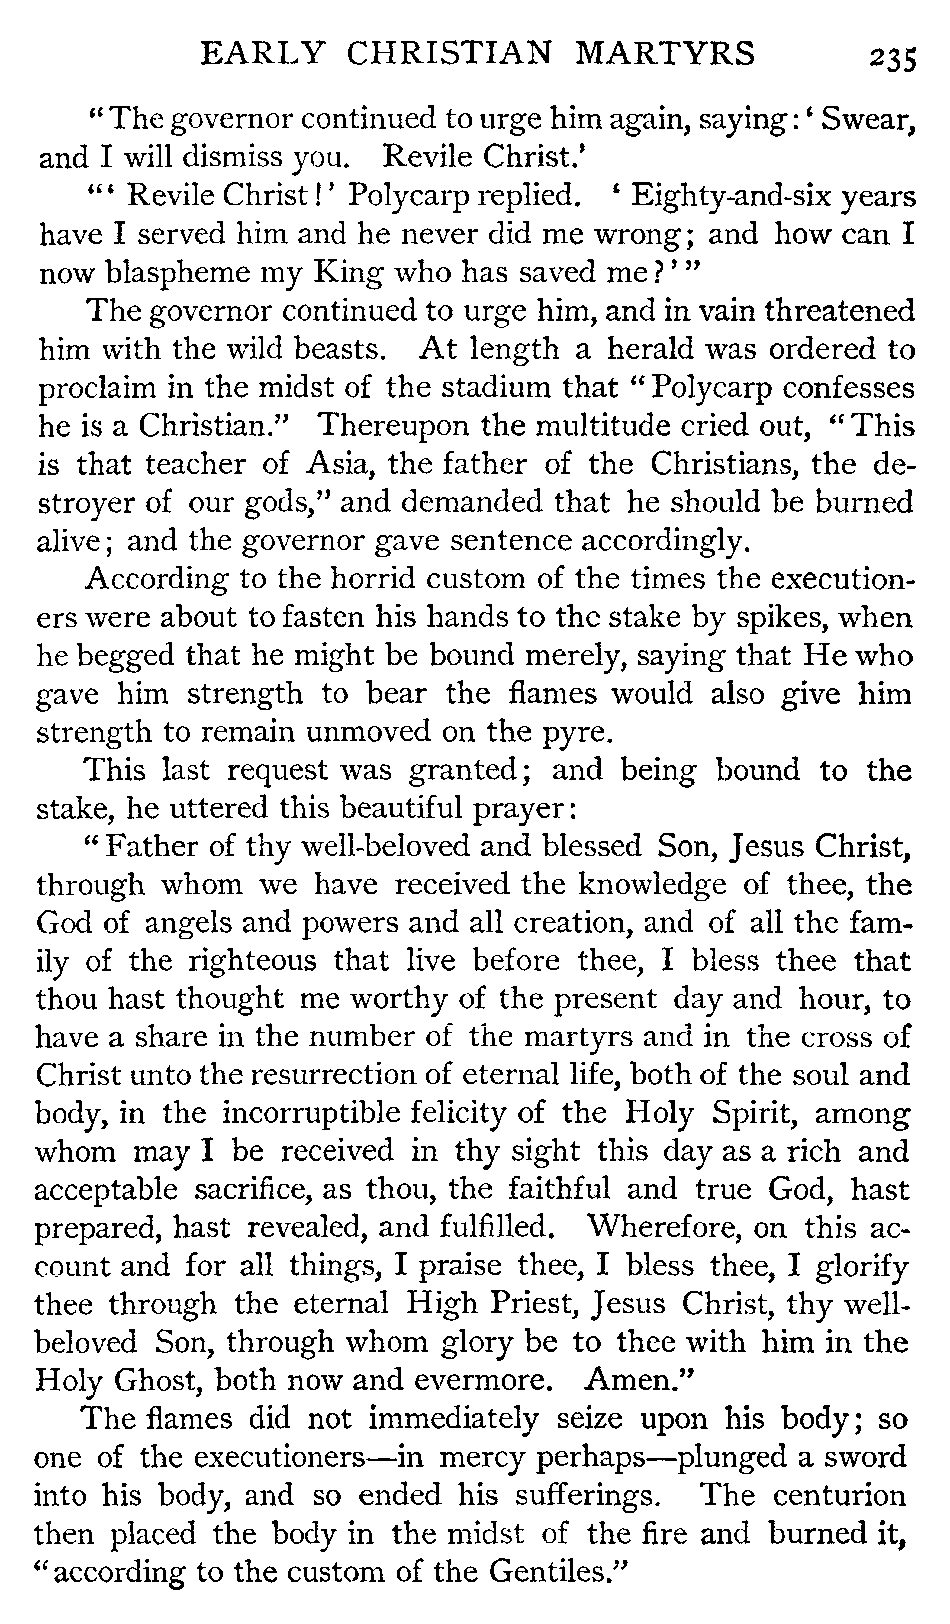 EARLY CHRISTIAN MARTYRS 235
"The governor continued to urge him again, saying: 'Swear,
and I will dismiss you. Revile Christ.'
"'Revile Christ!' Polycarp replied. 'Eighty-and-six years
have I served him and he never did me wrong; and how can I
now blaspheme my King who has saved me?'"
The governor continued to urge him, and in vain threatened
him with the wild beasts. At length a herald was ordered to
proclaim in the midst of the stadium that "Polycarp confesses
he is a Christian." Thereupon the multitude cried out, "This
is that teacher of Asia, the father of the Christians, the de-
stroyer of our gods," and demanded that he should be burned
alive; and the governor gave sentence accordingly.
According to the horrid custom of the times the execution-
ers were about to fasten his hands to the stake by spikes, when
he begged that he might be bound merely, saying that He who
gave him strength to bear the flames would also give him
strength to remain unmoved on the pyre.
This last request was granted; and being bound to the
stake, he uttered this beautiful prayer:
"Father of thy well-beloved and blessed Son, Jesus Christ,
through whom we have received the knowledge of thee, the
God of angels and powers and all creation, and of all the fam-
ily of the righteous that live before thee, I bless thee that
thou hast thought me worthy of the present day and hour, to
have a share in the number of the martyrs and in the cross of
Christ unto the resurrection of eternal life, both of the soul and
body, in the incorruptible felicity of the Holy Spirit, among
whom may I be received in thy sight this day as a rich and
acceptable sacrifice, as thou, the faithful and true God, hast
prepared, hast revealed, and fulfilled. Wherefore, on this ac-
count and for all things, I praise thee, I bless thee, I glorify
thee through the eternal High Priest, Jesus Christ, thy well-
beloved Son, through whom glory be to thee with him in the
Holy Ghost, both now and evermore. Amen."
The flames did not immediately seize upon his body; so
one of the executioners—in mercy perhaps—plunged a sword
into his body, and so ended his sufferings. The centurion
then placed the body in the midst of the fire and burned it,
"according to the custom of the Gentiles."